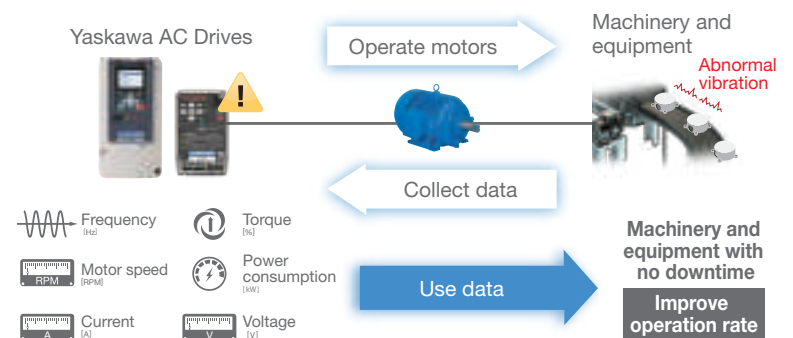 Yaskawa AC Drives
Operate motors
Machinery and
equipment
Abnormal
vibration
Collect data
Frequency
[Hz]
Torque
[%]
RPM
Motor speed
[RPM]
Power
consumption
[kW]
A
Current
[A]
V
Voltage
[V]
Use data
Machinery and
equipment with
no downtime
Improve
operation rate